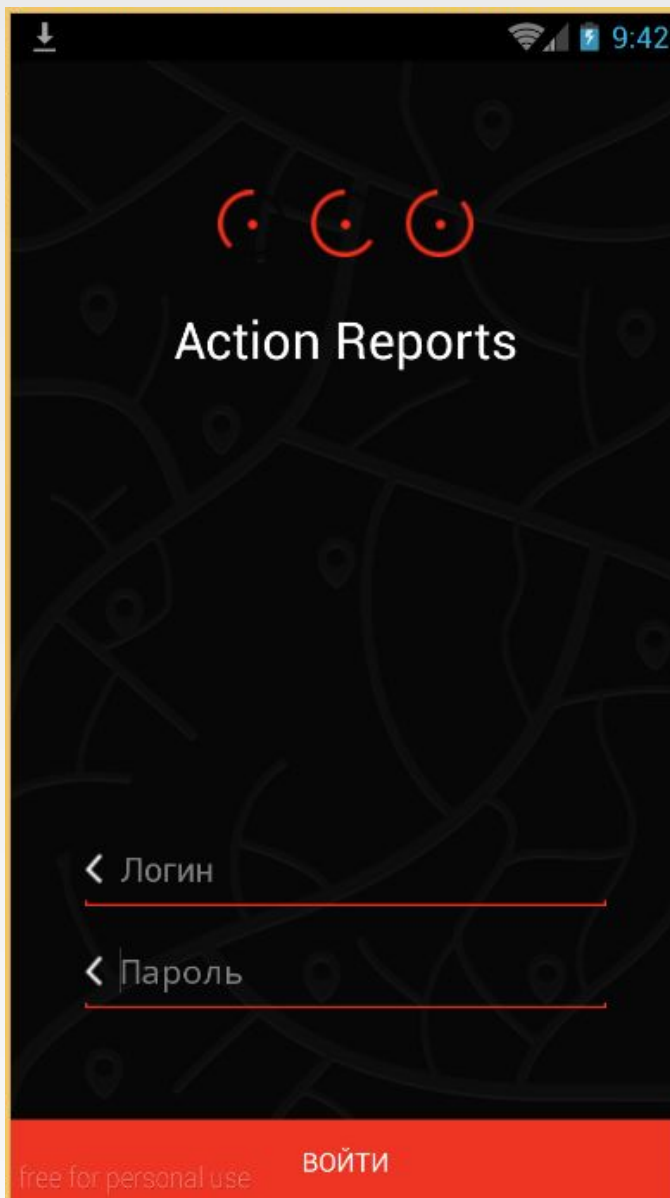 9:42
Action Reports
Логин
Пароль
ВОЙТИ
free for personal use